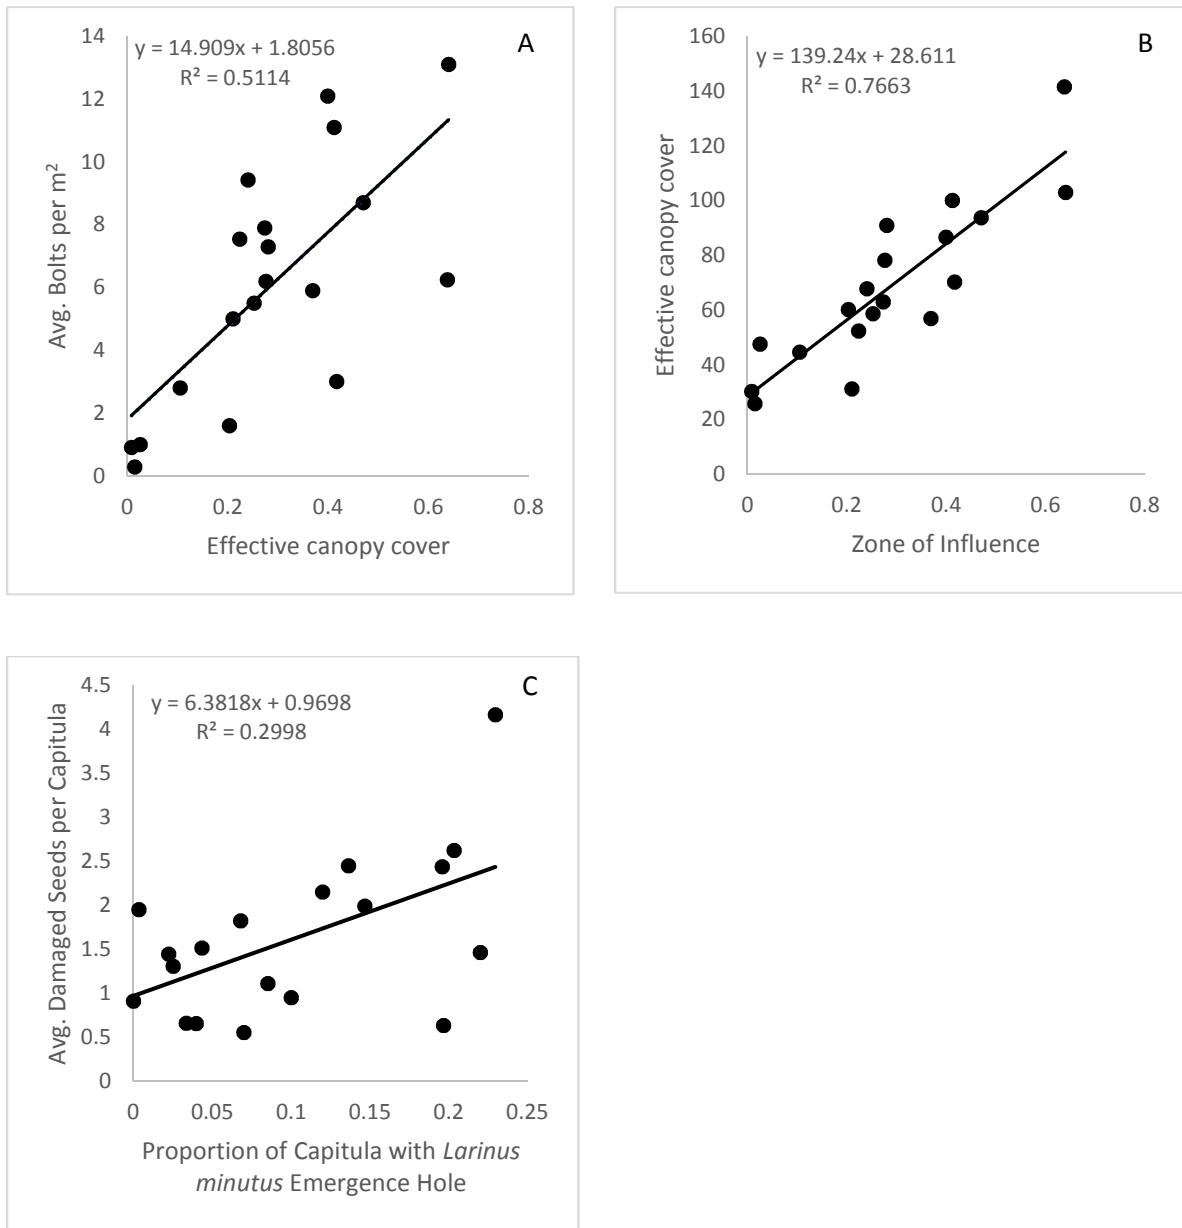 A
y = 14.909x + 1.8056
R² = 0.5114
14
12
10
8
6
4
2
0
Avg. Bolts per m²
0 0.2 0.4 0.6 0.8
Effective canopy cover
B
y = 139.24x + 28.611
R² = 0.7663
160
140
120
100
80
60
40
20
0
Effective canopy cover
0 0.2 0.4 0.6 0.8
Zone of Influence
C
y = 6.3818x + 0.9698
R² = 0.2998
4.5
4
3.5
3
2.5
2
1.5
1
0.5
0
Avg. Damaged Seeds per Capitula
0 0.05 0.1 0.15 0.2 0.25
Proportion of Capitula with Larinus
minutus Emergence Hole